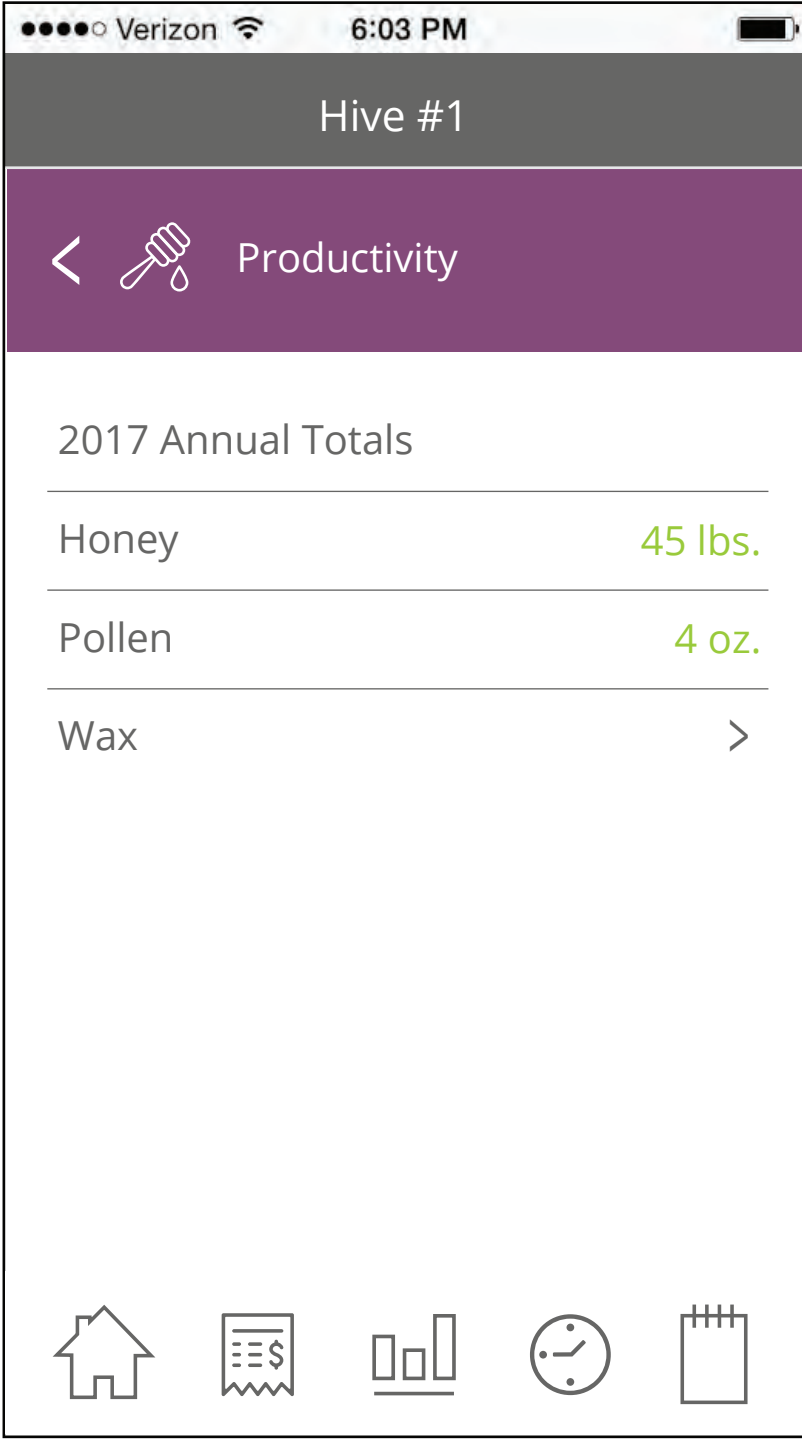 Verizon 6:03 PM
Hive #1
Productivity
2017 Annual Totals
Honey 45 lbs.
Pollen 4 oz.
Wax >
$